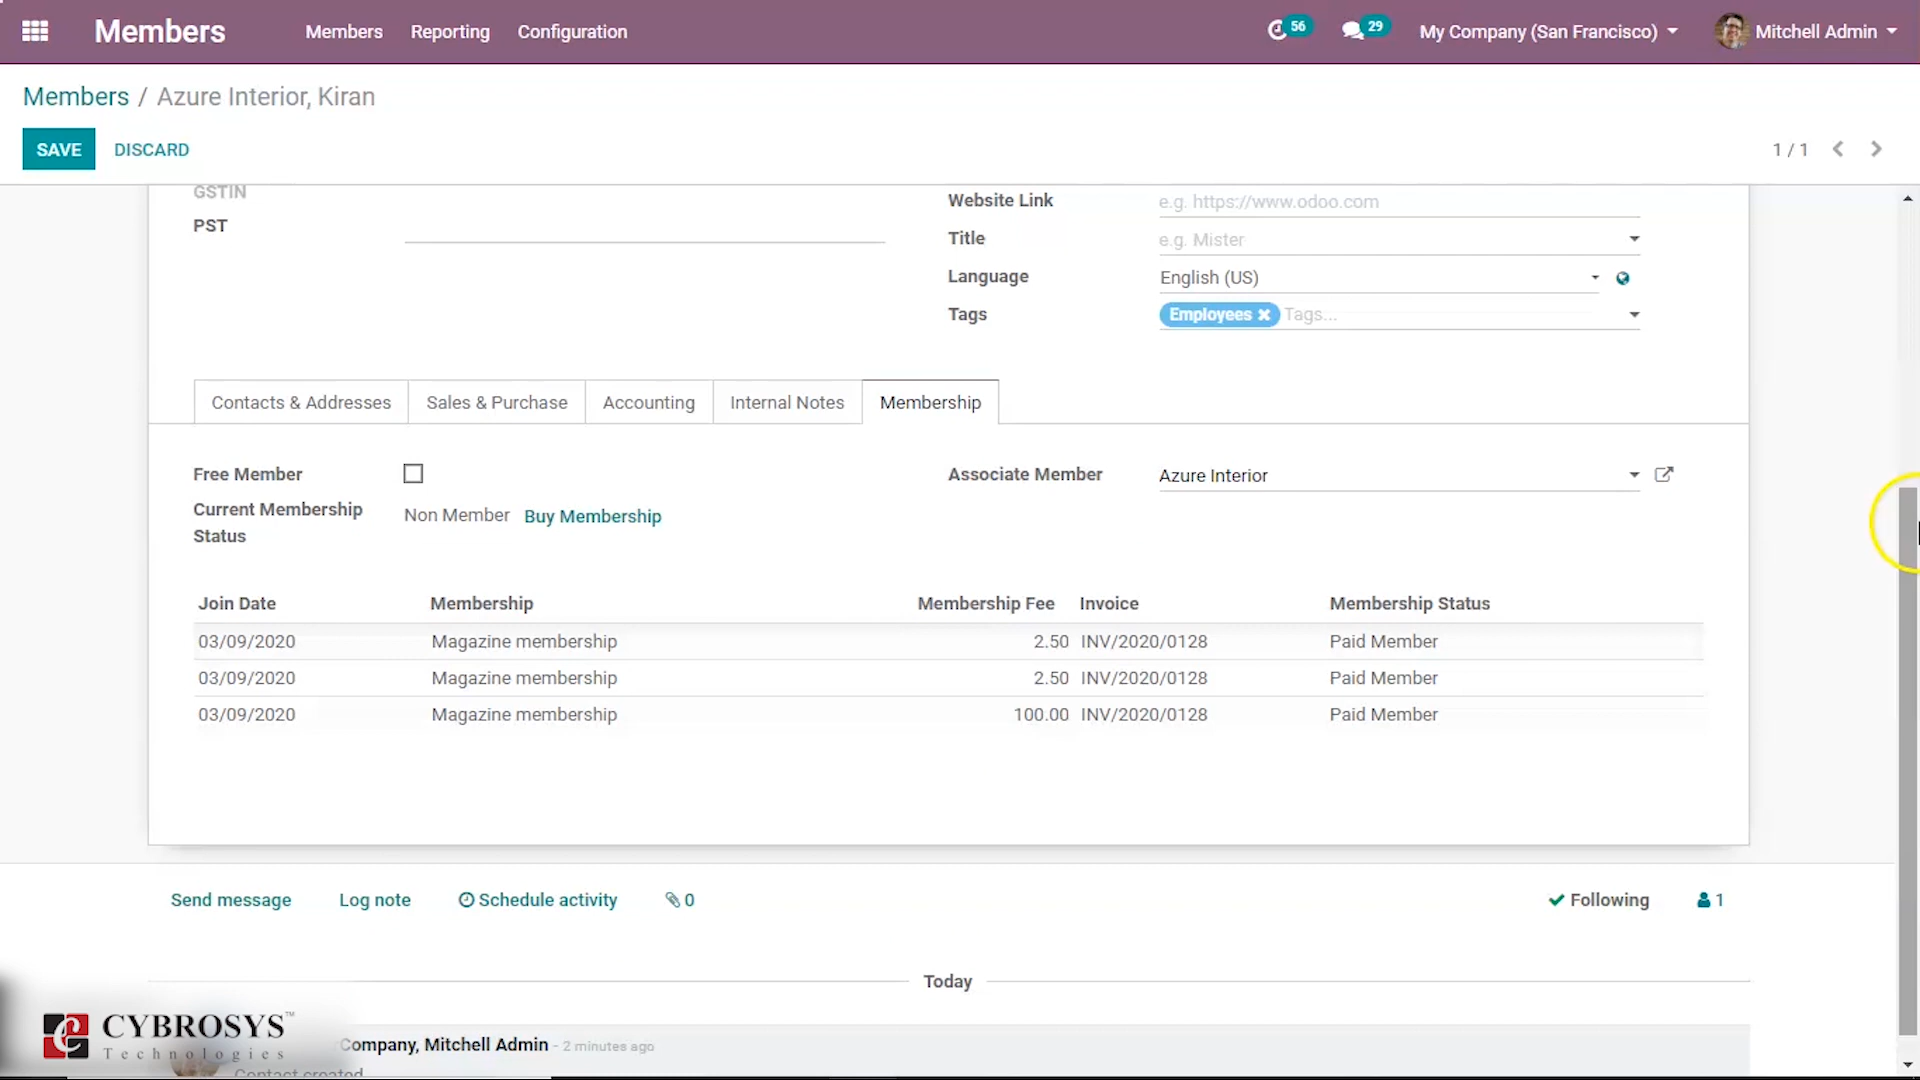 Members Members Reporting Configuration 56 29 My Company (San Francisco) Mitchell Admin
Members / Azure Interior, Kiran
SAVE DISCARD 1 / 1
GSTIN
Website Link e.g. https://www.odoo.com
PST
Title e.g. Mister
Language English (US)
Tags Employees Tags...
Contacts & Addresses Sales & Purchase Accounting Internal Notes Membership
Free Member Associate Member Azure Interior
Current Membership Status Non Member Buy Membership
Join Date Membership Membership Fee Invoice Membership Status
03/09/2020 Magazine membership 2.50 INV/2020/0128 Paid Member
03/09/2020 Magazine membership 2.50 INV/2020/0128 Paid Member
03/09/2020 Magazine membership 100.00 INV/2020/0128 Paid Member
Send message Log note Schedule activity 0 Following 1
Today
CYBROSYS™
Technologies
Company, Mitchell Admin - 2 minutes ago
Contact created